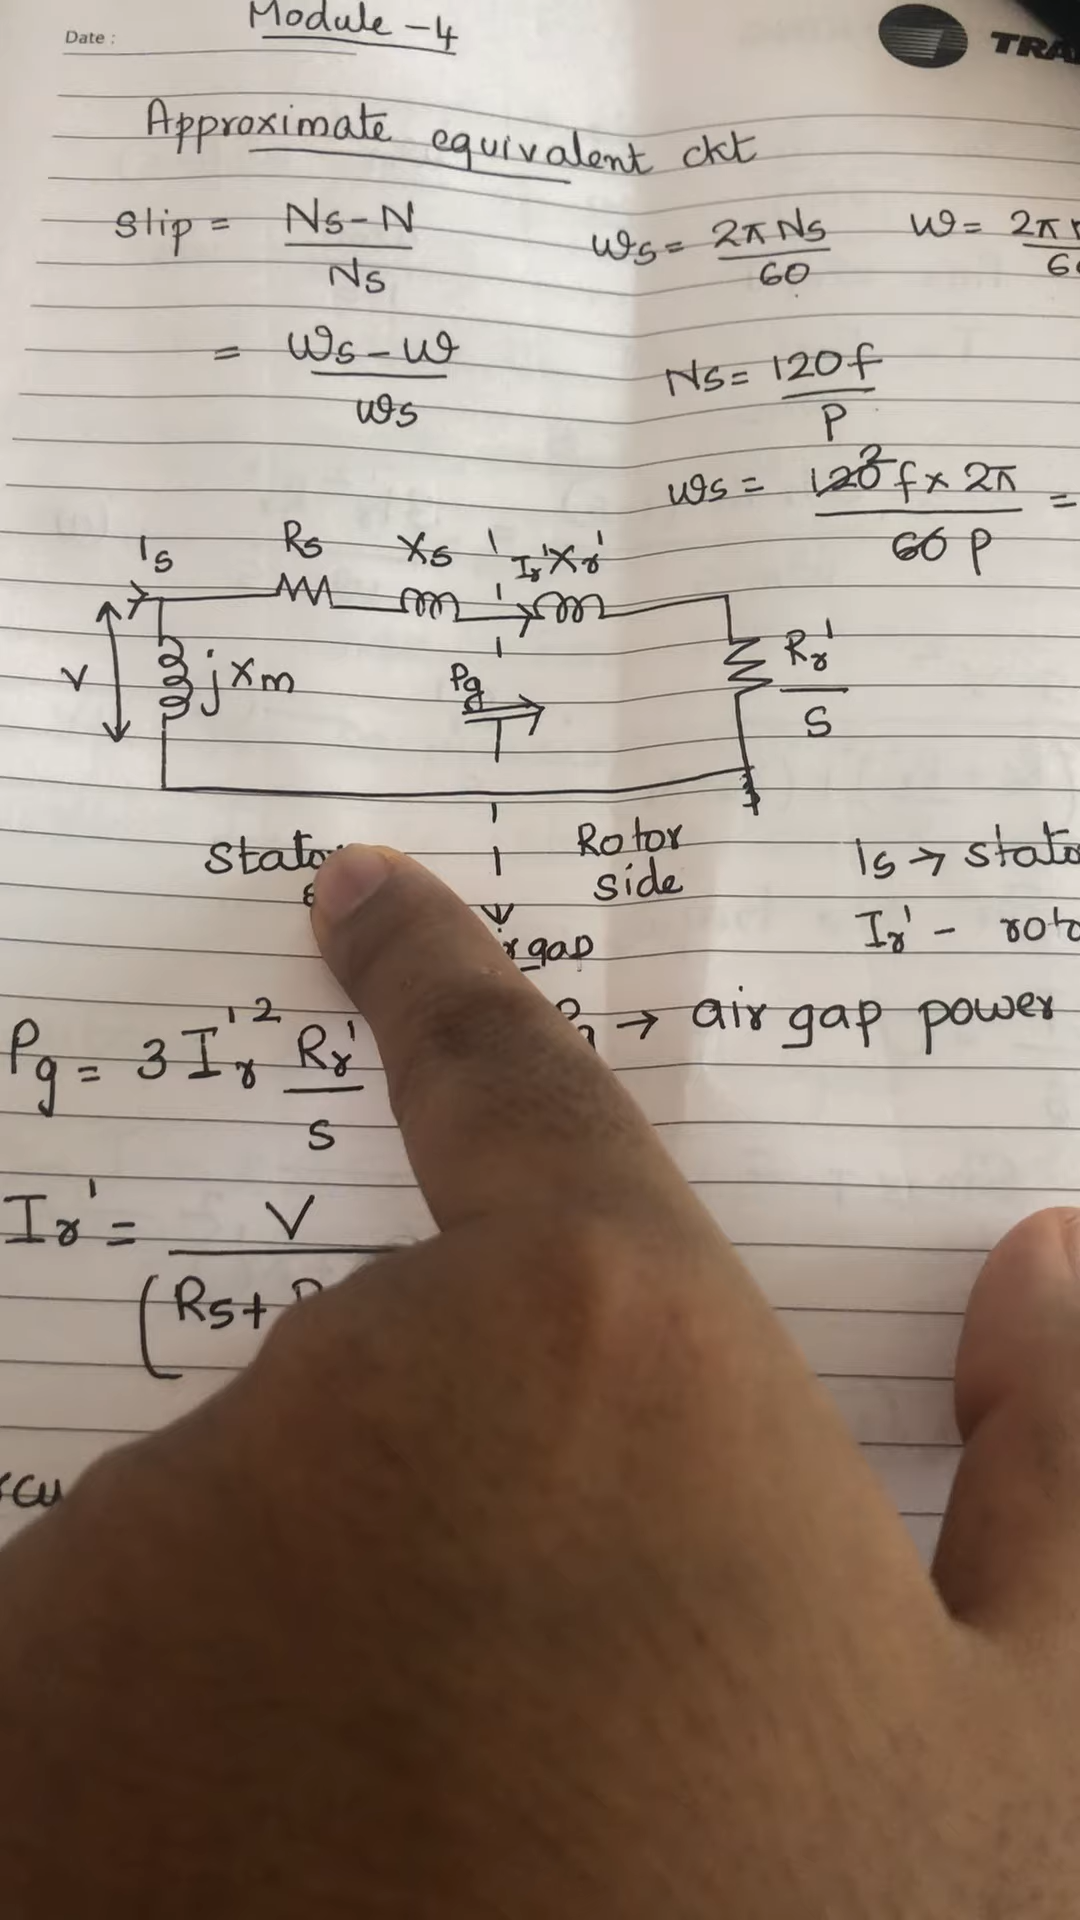 Module -4
Date :
TRA
Approximate equivalent ckt
Slip = Ns-N / Ns
ωs = 2π Ns / 60
ω = 2π
= ωs - ω / ωs
Ns = 120f / P
ωs = 120 2 f x 2π / 60 P =
Is Rs Xs Ir' Xr'
V jXm Pg Rr' / S
Stator
Rotor side
Is → stato
Ir' - roto
gap
Pg = 3 Ir'2 Rr' / s
→ air gap power
Ir' = V / (Rs+